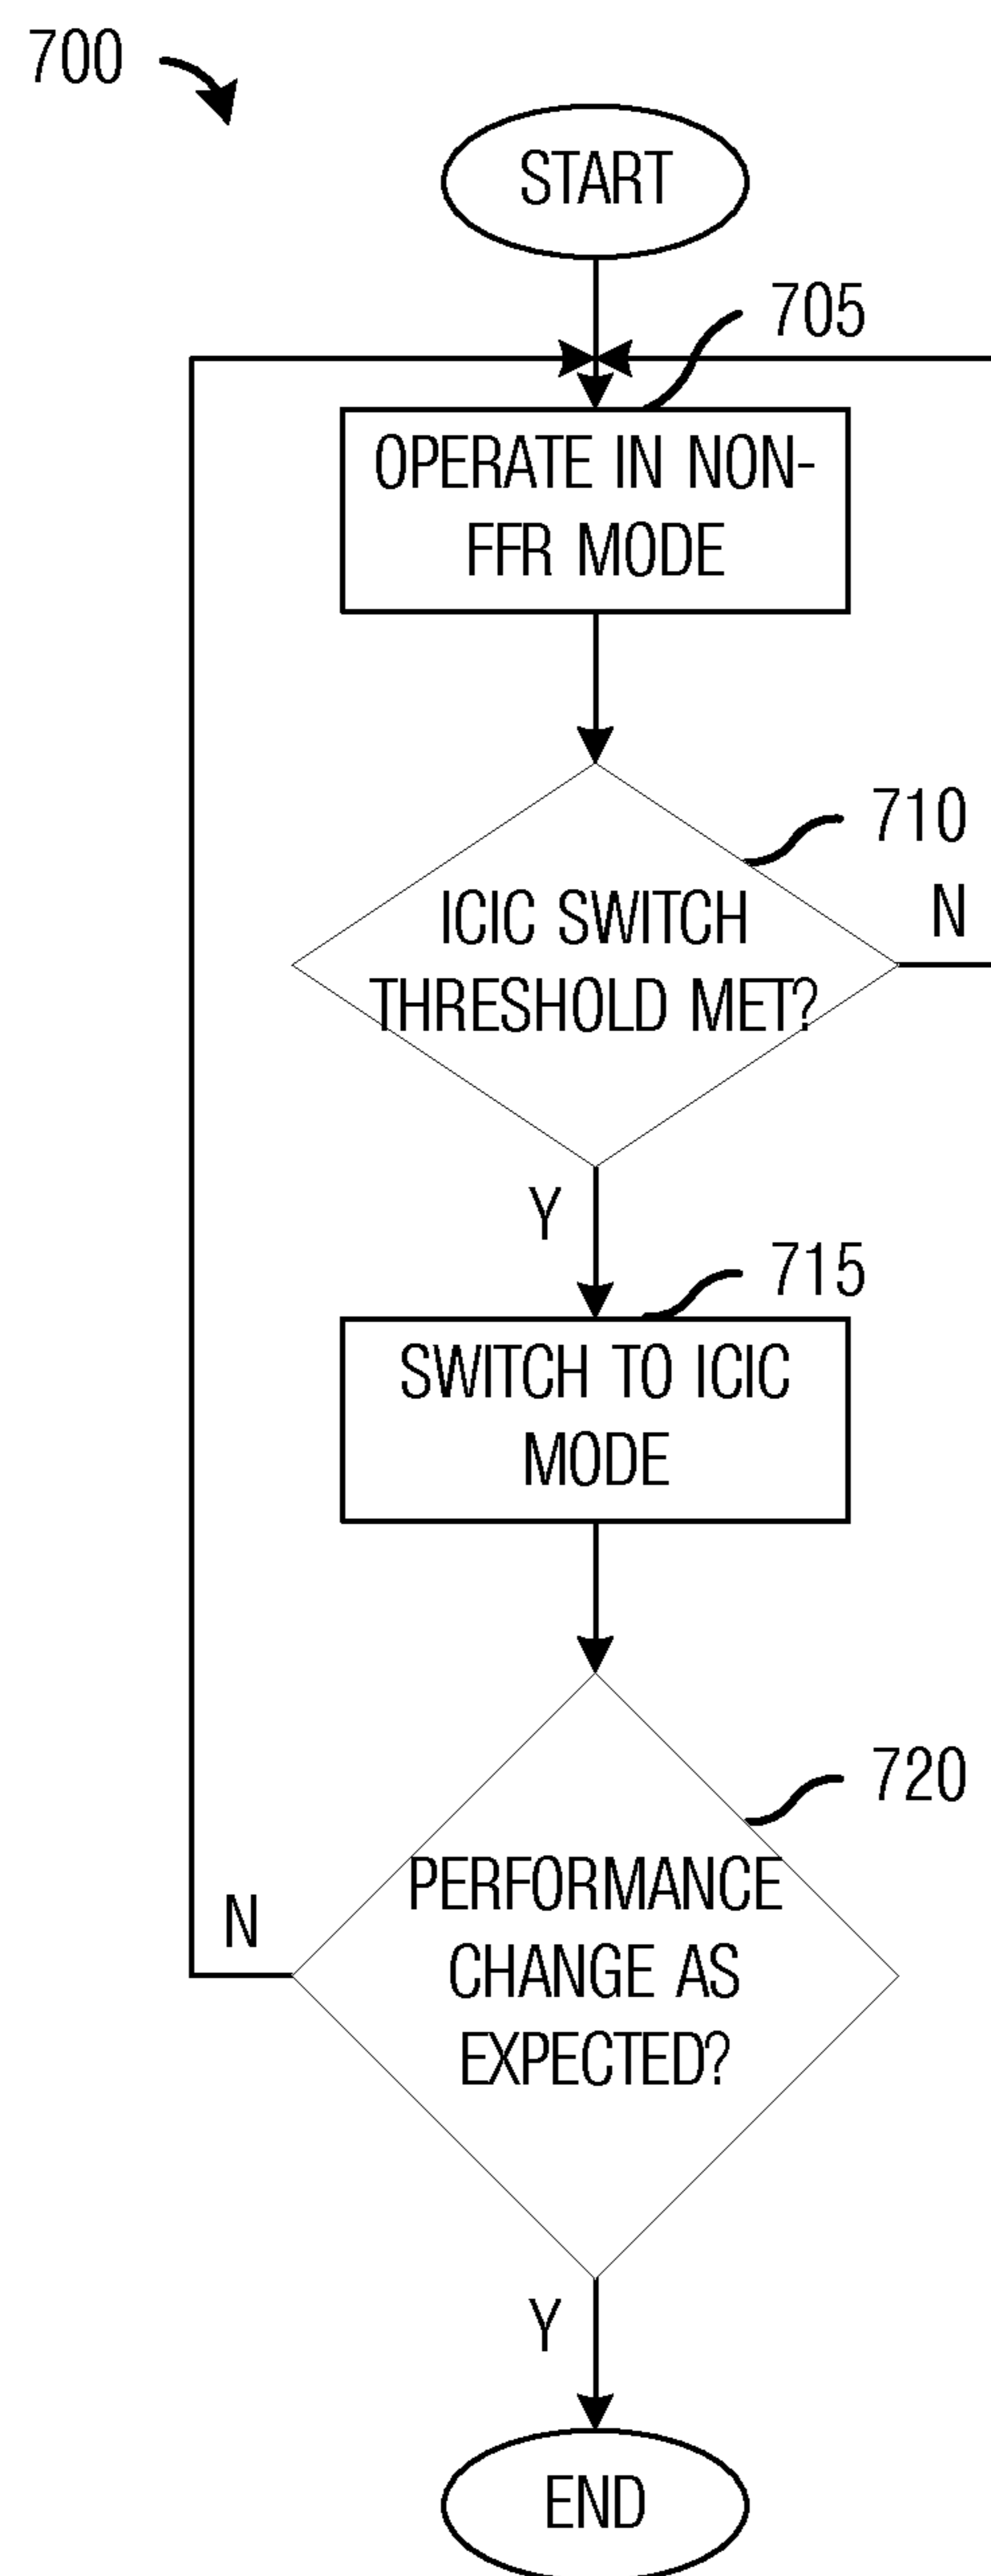 700
START
705
OPERATE IN NON-
FFR MODE
710
ICIC SWITCH
THRESHOLD MET?
N
Y
715
SWITCH TO ICIC
MODE
720
PERFORMANCE
CHANGE AS
EXPECTED?
N
Y
END